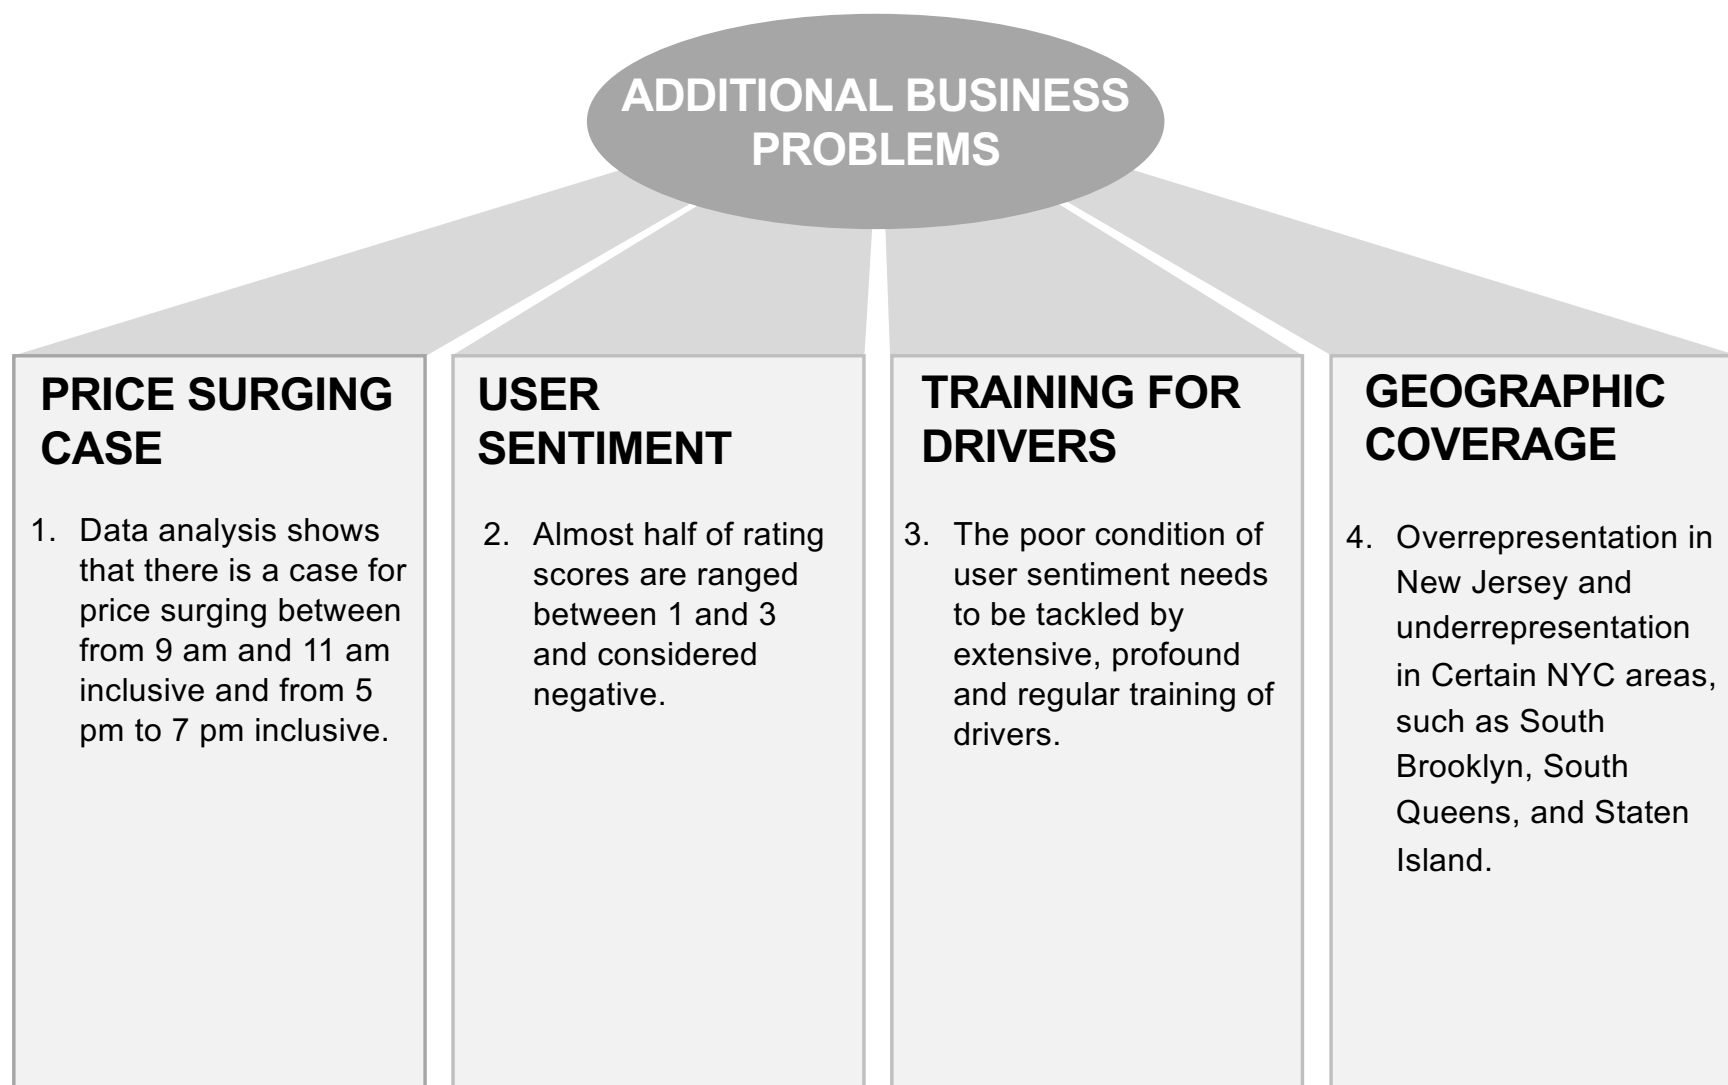 ADDITIONAL BUSINESS
PROBLEMS
PRICE SURGING
CASE
1. Data analysis shows
that there is a case for
price surging between
from 9 am and 11 am
inclusive and from 5
pm to 7 pm inclusive.
USER
SENTIMENT
2. Almost half of rating
scores are ranged
between 1 and 3
and considered
negative.
TRAINING FOR
DRIVERS
3. The poor condition of
user sentiment needs
to be tackled by
extensive, profound
and regular training of
drivers.
GEOGRAPHIC
COVERAGE
4. Overrepresentation in
New Jersey and
underrepresentation
in Certain NYC areas,
such as South
Brooklyn, South
Queens, and Staten
Island.